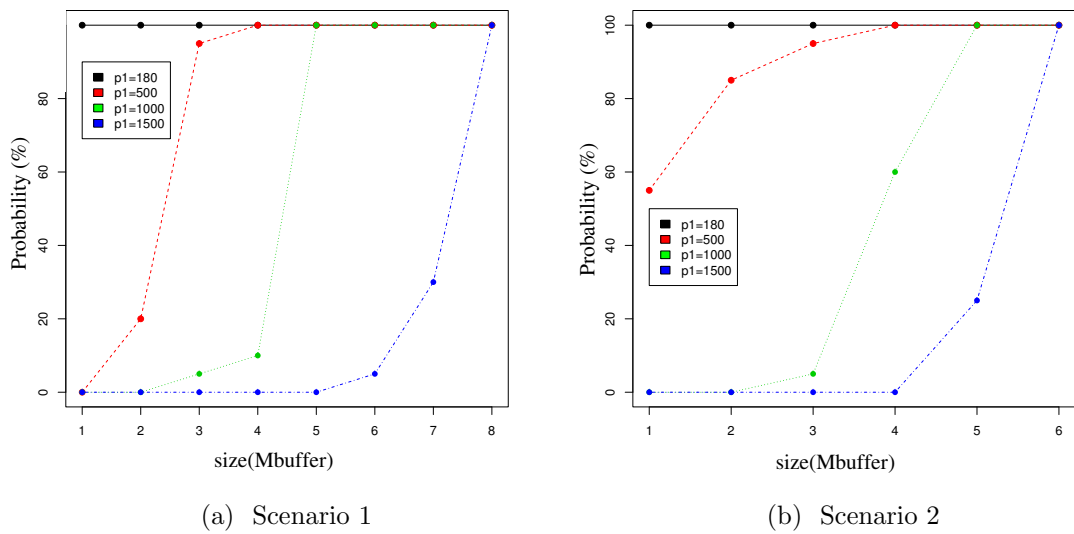 Probability (%)
0
20
40
60
80
p1=180
p1=500
p1=1000
p1=1500
1 2 3 4 5 6 7 8
size(Mbuffer)
(a) Scenario 1
Probability (%)
0
20
40
60
80
100
p1=180
p1=500
p1=1000
p1=1500
1 2 3 4 5 6
size(Mbuffer)
(b) Scenario 2